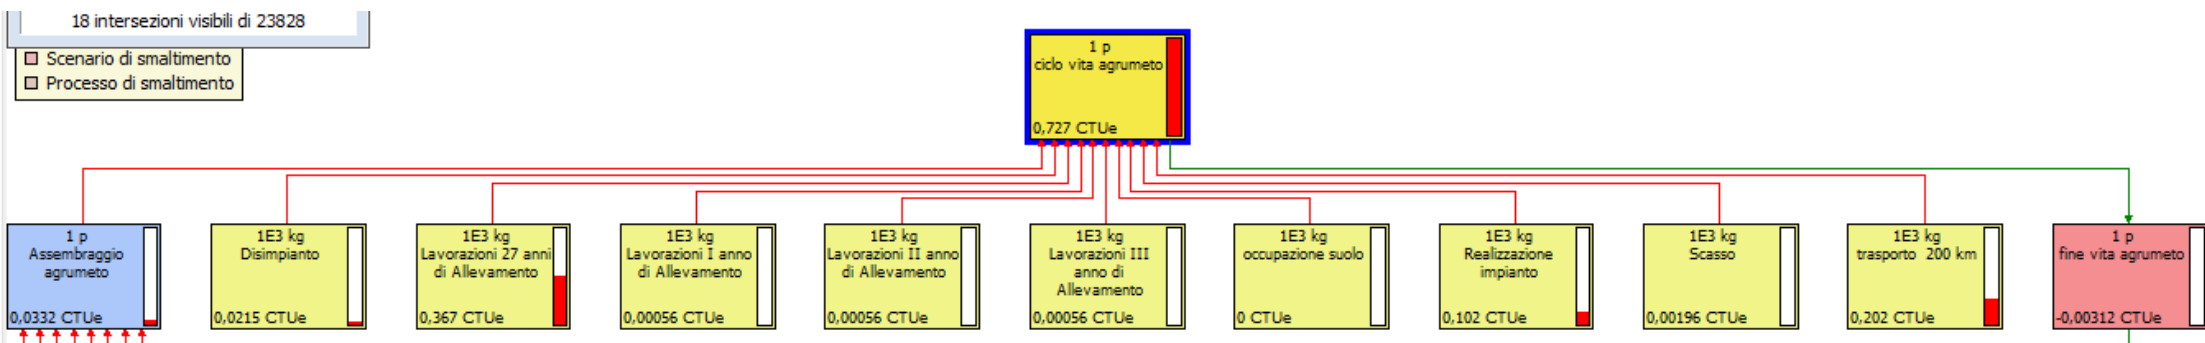 18 intersezioni visibili di 23828
Scenario di smaltimento
Processo di smaltimento
1 p
ciclo vita agrumeto
0,727 CTUe
1 p
Assembraggio
agrumeto
0,0332 CTUe
1E3 kg
Disimpianto
0,0215 CTUe
1E3 kg
Lavorazioni 27 anni
di Allevamento
0,367 CTUe
1E3 kg
Lavorazioni I anno
di Allevamento
0,00056 CTUe
1E3 kg
Lavorazioni II anno
di Allevamento
0,00056 CTUe
1E3 kg
Lavorazioni III
anno di
Allevamento
0,00056 CTUe
1E3 kg
occupazione suolo
0 CTUe
1E3 kg
Realizzazione
impianto
0,102 CTUe
1E3 kg
Scasso
0,00196 CTUe
1E3 kg
trasporto 200 km
0,202 CTUe
1 p
fine vita agrumeto
-0,00312 CTUe